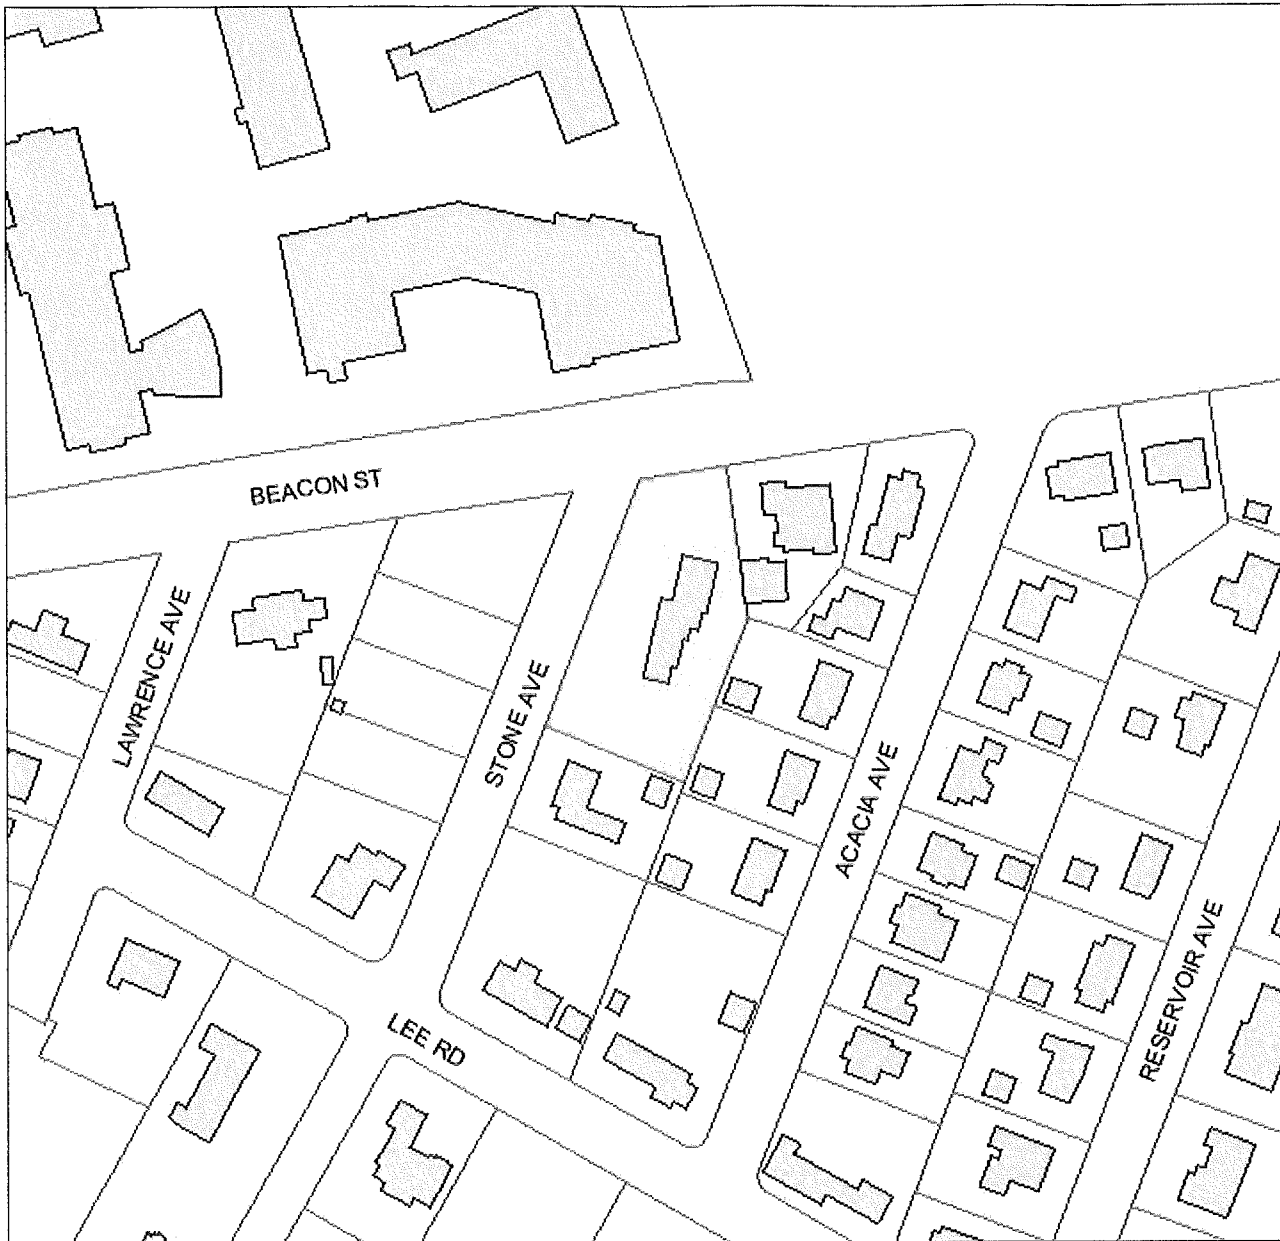 BEACON ST
LAWRENCE AVE
STONE AVE
ACACIA AVE
RESERVOIR AVE
LEE RD